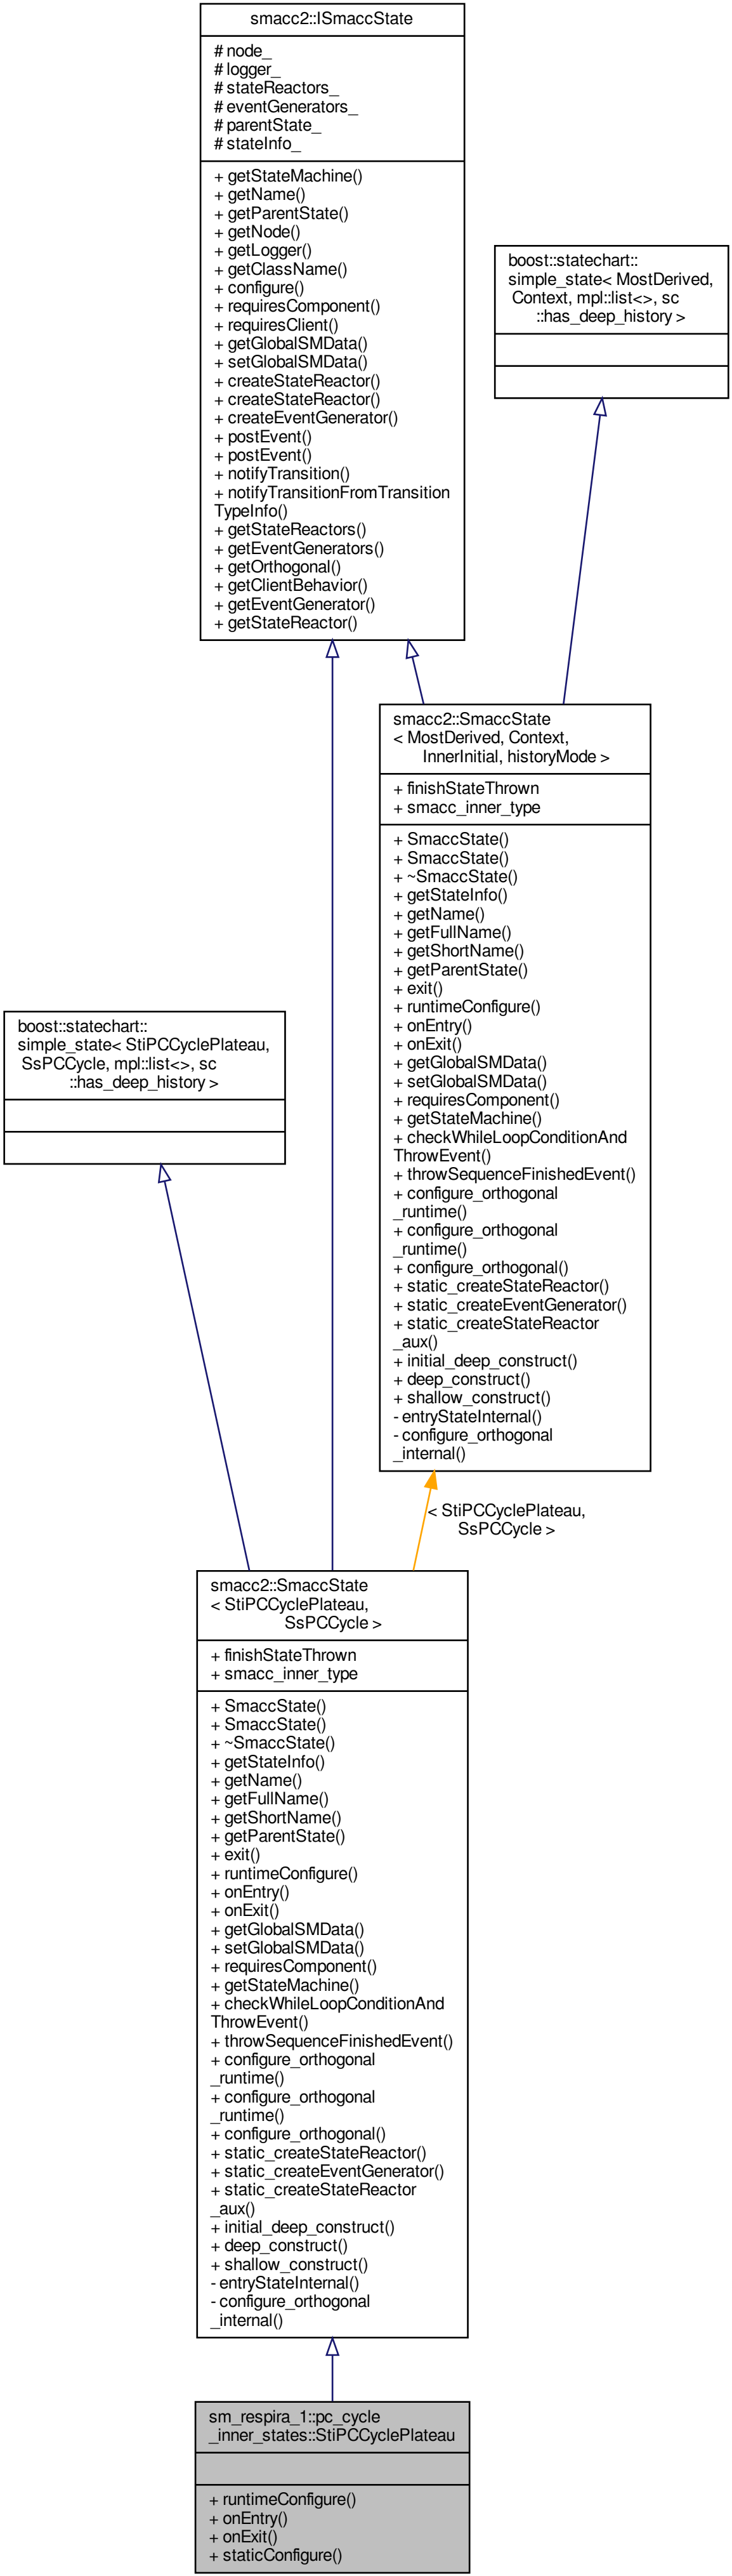 smacc2::ISmaccState
# node_
# logger_
# stateReactors_
# eventGenerators_
# parentState_
# stateInfo_
+ getStateMachine()
+ getName()
+ getParentState()
+ getNode()
+ getLogger()
+ getClassName()
+ configure()
+ requiresComponent()
+ requiresClient()
+ getGlobalSMData()
+ setGlobalSMData()
+ createStateReactor()
+ createStateReactor()
+ createEventGenerator()
+ postEvent()
+ postEvent()
+ notifyTransition()
+ notifyTransitionFromTransition
TypeInfo()
+ getStateReactors()
+ getEventGenerators()
+ getOrthogonal()
+ getClientBehavior()
+ getEventGenerator()
+ getStateReactor()
boost::statechart::
simple_state< MostDerived,
Context, mpl::list<>, sc
::has_deep_history >
smacc2::SmaccState
< MostDerived, Context,
InnerInitial, historyMode >
+ finishStateThrown
+ smacc_inner_type
+ SmaccState()
+ SmaccState()
+ ~SmaccState()
+ getStateInfo()
+ getName()
+ getFullName()
+ getShortName()
+ getParentState()
+ exit()
+ runtimeConfigure()
+ onEntry()
+ onExit()
+ getGlobalSMData()
+ setGlobalSMData()
+ requiresComponent()
+ getStateMachine()
+ checkWhileLoopConditionAnd
ThrowEvent()
+ throwSequenceFinishedEvent()
+ configure_orthogonal
_runtime()
+ configure_orthogonal
_runtime()
+ configure_orthogonal()
+ static_createStateReactor()
+ static_createEventGenerator()
+ static_createStateReactor
_aux()
+ initial_deep_construct()
+ deep_construct()
+ shallow_construct()
- entryStateInternal()
- configure_orthogonal
_internal()
boost::statechart::
simple_state< StiPCCyclePlateau,
SsPCCycle, mpl::list<>, sc
::has_deep_history >
< StiPCCyclePlateau,
SsPCCycle >
smacc2::SmaccState
< StiPCCyclePlateau,
SsPCCycle >
+ finishStateThrown
+ smacc_inner_type
+ SmaccState()
+ SmaccState()
+ ~SmaccState()
+ getStateInfo()
+ getName()
+ getFullName()
+ getShortName()
+ getParentState()
+ exit()
+ runtimeConfigure()
+ onEntry()
+ onExit()
+ getGlobalSMData()
+ setGlobalSMData()
+ requiresComponent()
+ getStateMachine()
+ checkWhileLoopConditionAnd
ThrowEvent()
+ throwSequenceFinishedEvent()
+ configure_orthogonal
_runtime()
+ configure_orthogonal
_runtime()
+ configure_orthogonal()
+ static_createStateReactor()
+ static_createEventGenerator()
+ static_createStateReactor
_aux()
+ initial_deep_construct()
+ deep_construct()
+ shallow_construct()
- entryStateInternal()
- configure_orthogonal
_internal()
sm_respira_1::pc_cycle
_inner_states::StiPCCyclePlateau
+ runtimeConfigure()
+ onEntry()
+ onExit()
+ staticConfigure()